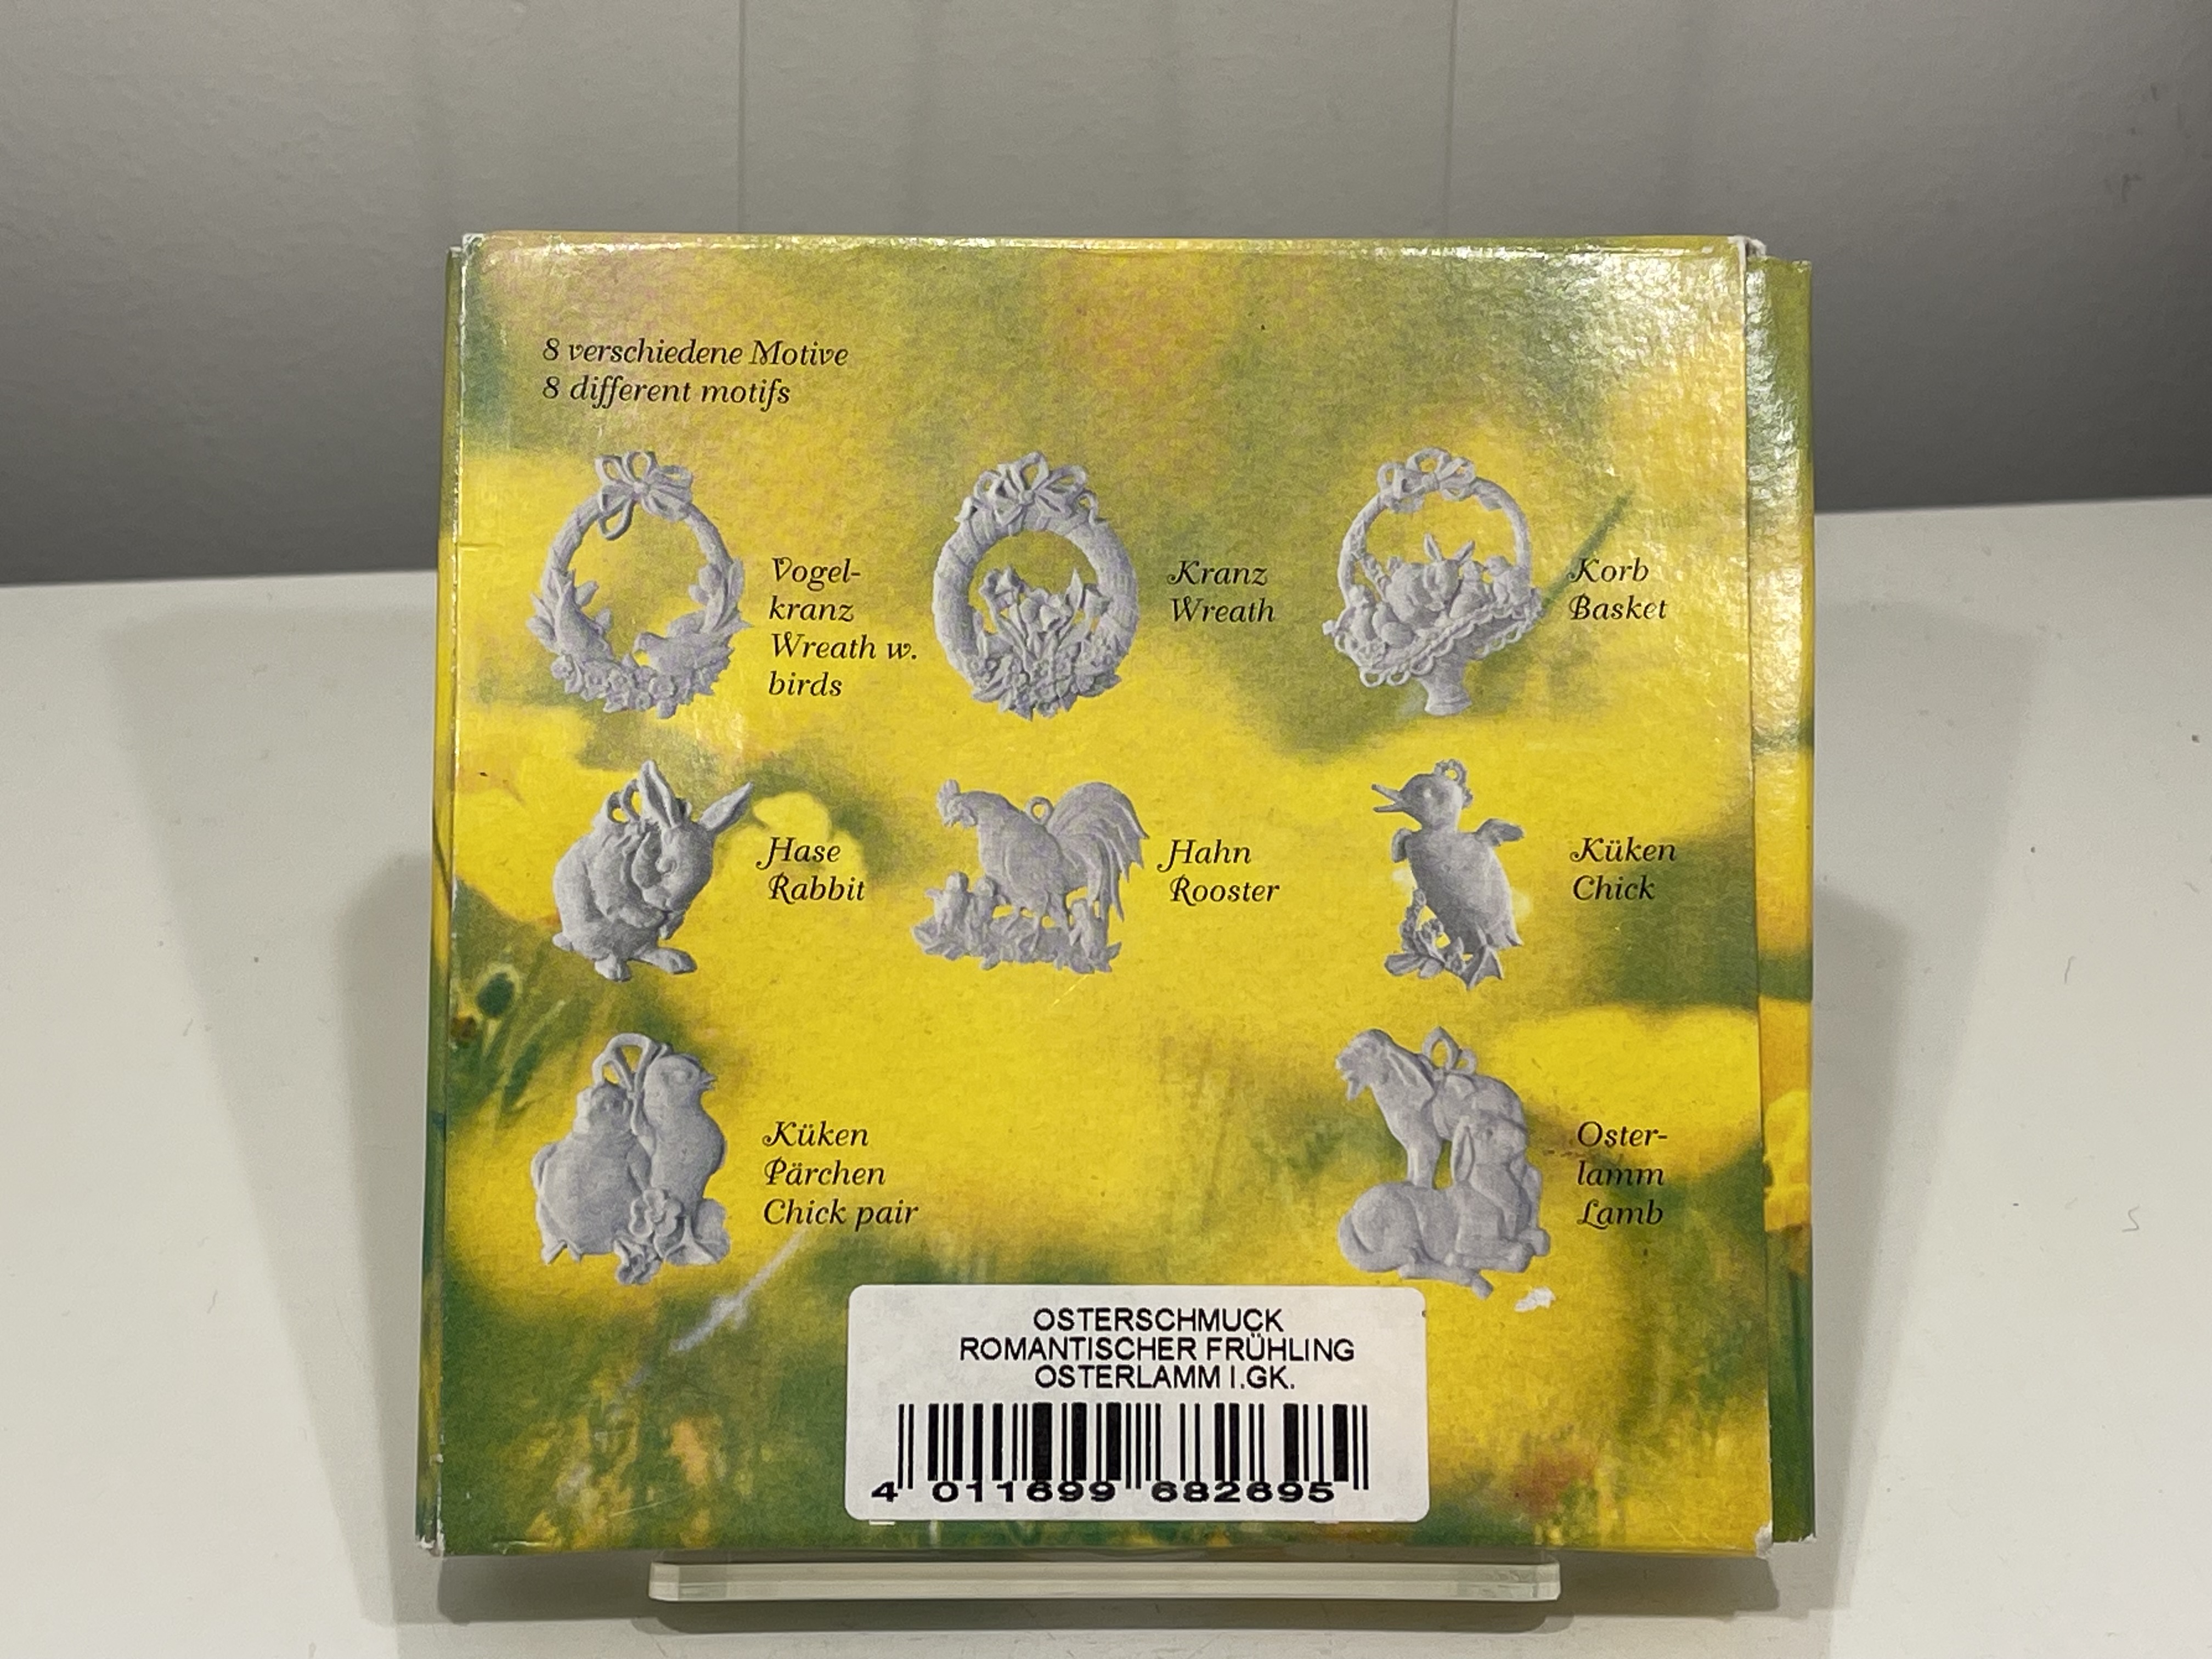 8 verschiedene Motive
8 different motifs
Vogel-
kranz
Wreath w.
birds
Kranz
Wreath
Korb
Basket
Hase
Rabbit
Hahn
Rooster
Küken
Chick
Küken
Pärchen
Chick pair
Oster-
lamm
Lamb
OSTERSCHMUCK
ROMANTISCHER FRÜHLING
OSTERLAMM I.GK.
4 011699 682695